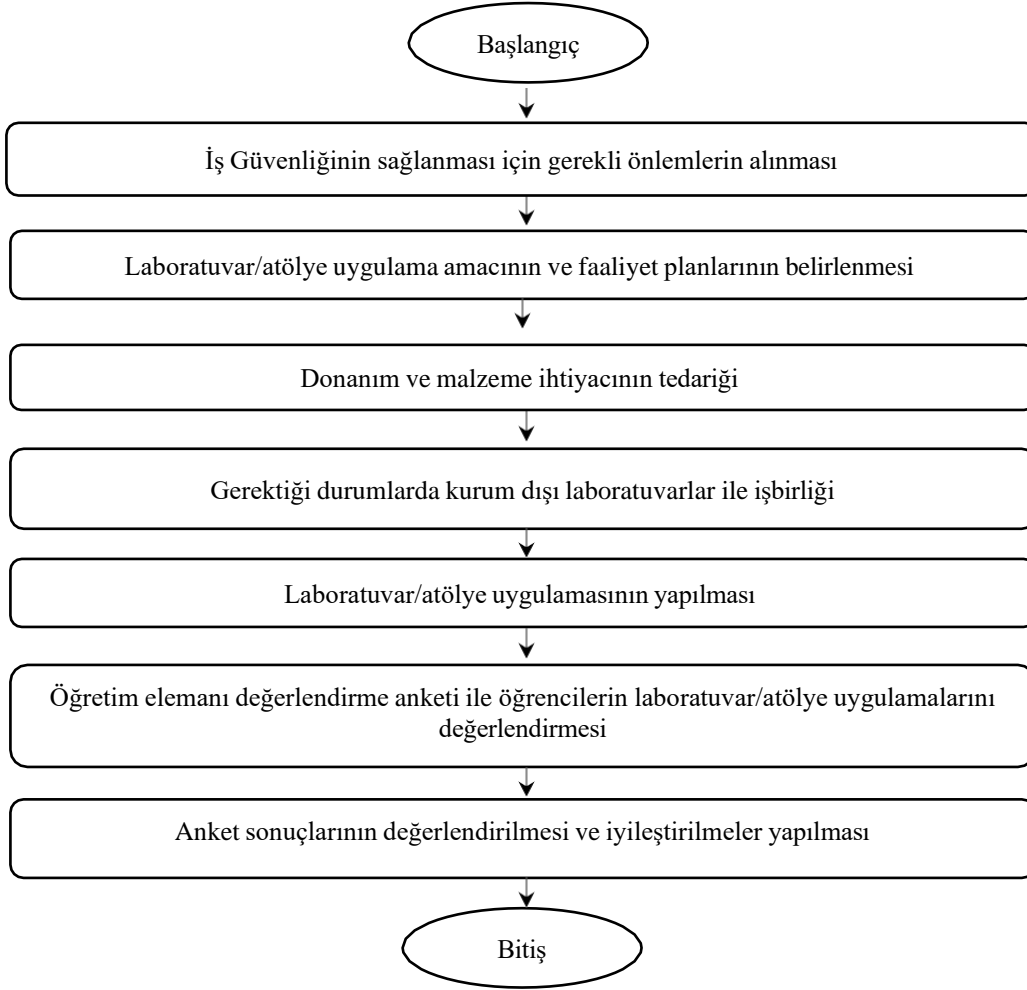 Başlangıç
İş Güvenliğinin sağlanması için gerekli önlemlerin alınması
Laboratuvar/atölye uygulama amacının ve faaliyet planlarının belirlenmesi
Donanım ve malzeme ihtiyacının tedariği
Gerektiği durumlarda kurum dışı laboratuvarlar ile işbirliği
Laboratuvar/atölye uygulamasının yapılması
Öğretim elemanı değerlendirme anketi ile öğrencilerin laboratuvar/atölye uygulamalarını
değerlendirmesi
Anket sonuçlarının değerlendirilmesi ve iyileştirilmeler yapılması
Bitiş